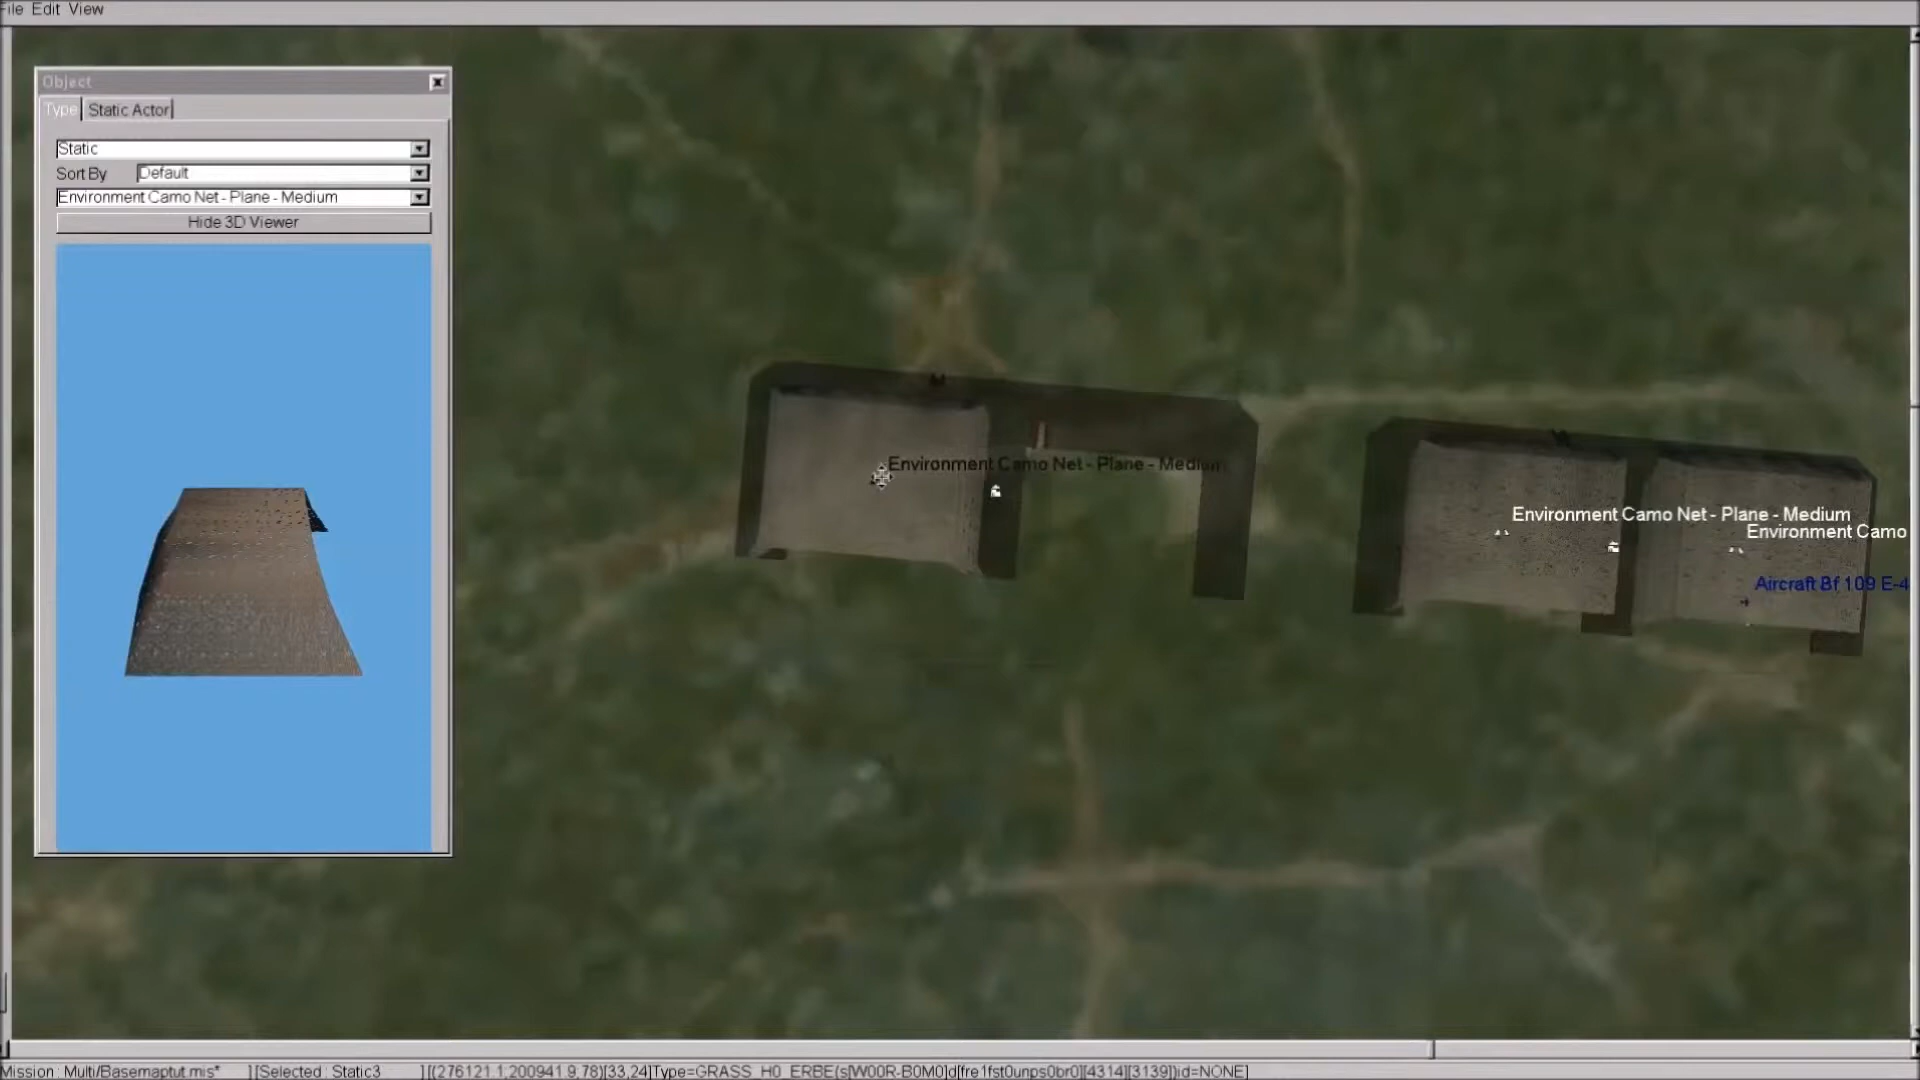 File Edit View
Object
Type Static Actor
Static
Sort By Default
Environment Camo Net - Plane - Medium
Hide 3D Viewer
Environment Camo Net - Plane - Medium
Environment Camo Net - Plane - Medium
Environment Camo
Aircraft Bf 109 E-4
Mission : Multi/Basemaptut.mis* ][Selected : Static3 ][(276121.1;200941.9,78)[33,24]Type=GRASS_H0_ERBE(s[W00R-B0M0]d[fre1fst0unps0br0][4314][3139])id=NONE]